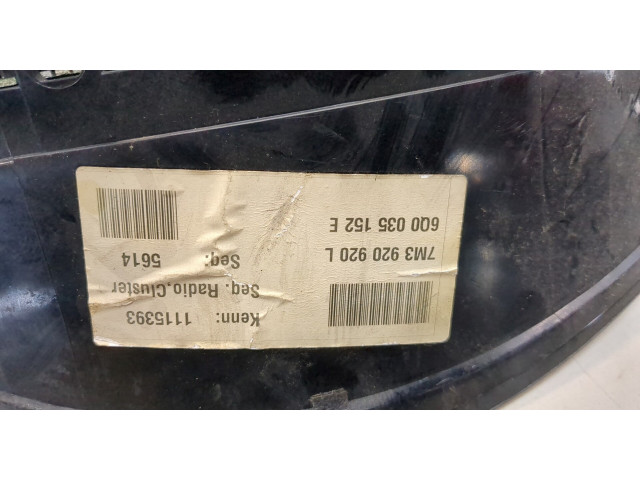 Kenn: 1115393
Seq. Radio.Cluster
Seq: 5614
7M3 920 920 L
6Q0 035 152 E